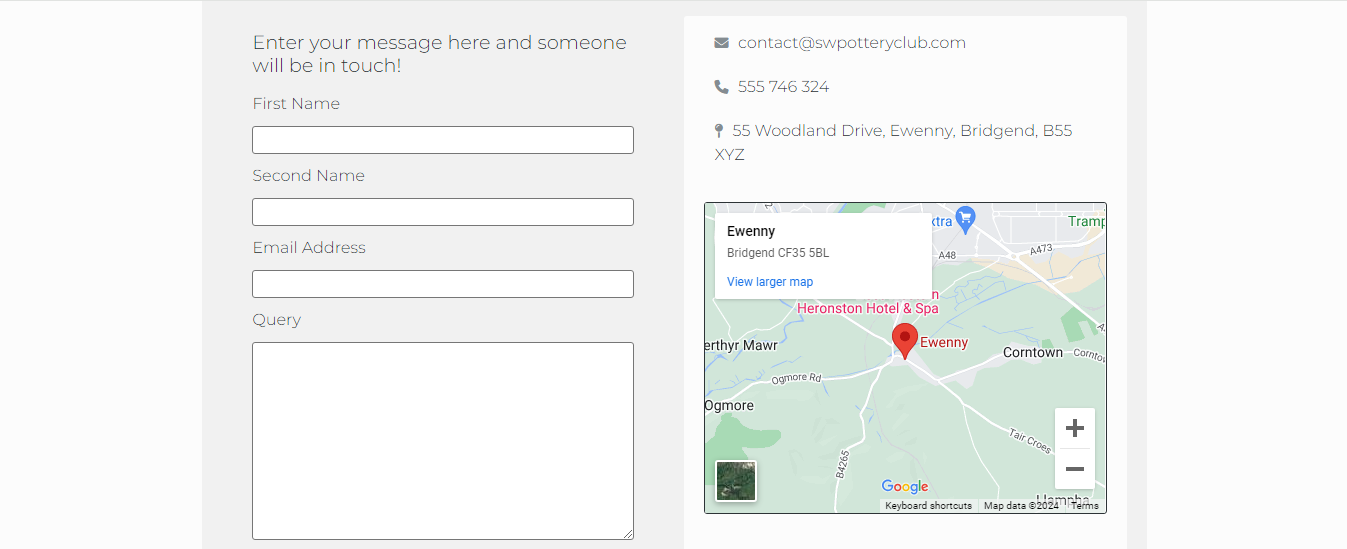 Enter your message here and someone
will be in touch!
First Name
Second Name
Email Address
Query
contact@swpotteryclub.com
555 746 324
55 Woodland Drive, Ewenny, Bridgend, B55
XYZ
Ewenny
Bridgend CF35 5BL
View larger map
xtra
Tramp
A48
A473
n
Heronston Hotel & Spa
Ewenny
erthyr Mawr
Corntown
Corntow
Ogmore Rd
Ogmore
Tair Croes
B4265
Google
Llampha
Keyboard shortcuts
Map data ©2024
Terms